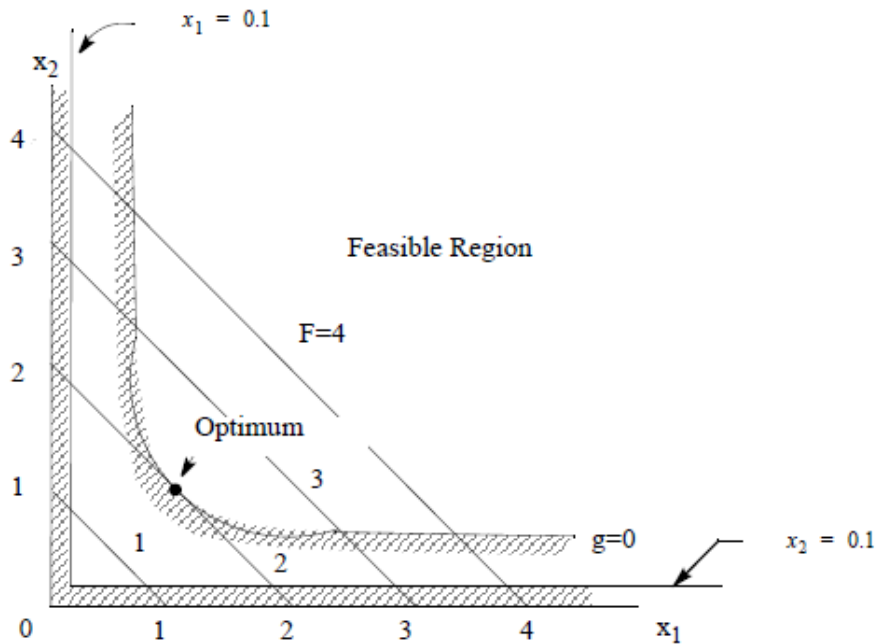 x₁ = 0.1
x₂
4
3
2
1
0
Feasible Region
F=4
Optimum
3
1
2
g=0
x₂ = 0.1
1
2
3
4
x₁